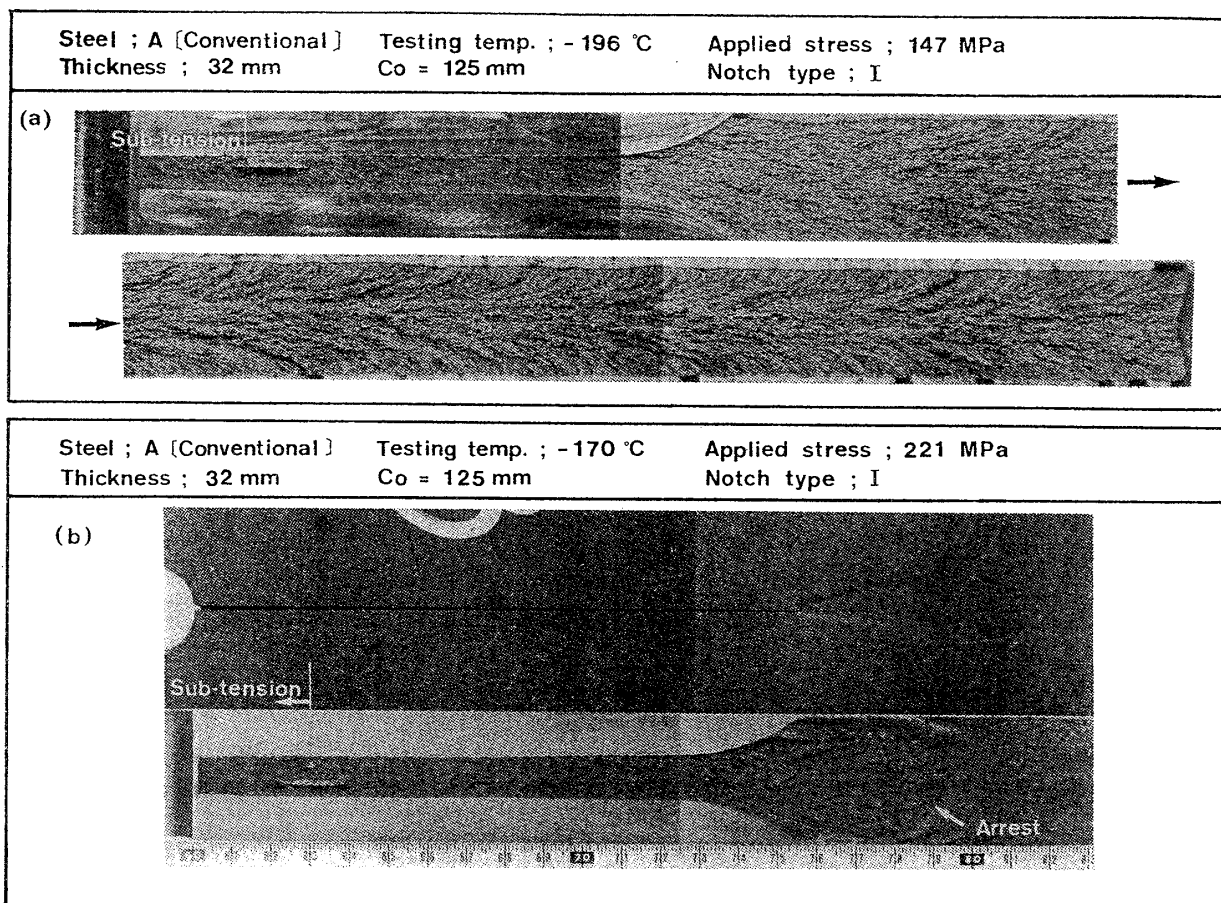 Steel ; A [Conventional] Testing temp. ; -196 ℃ Applied stress ; 147 MPa
Thickness ; 32 mm Co = 125 mm Notch type ; I
(a)
Sub-tension
Steel ; A [Conventional] Testing temp. ; -170 ℃ Applied stress ; 221 MPa
Thickness ; 32 mm Co = 125 mm Notch type ; I
(b)
Sub-tension
Arrest